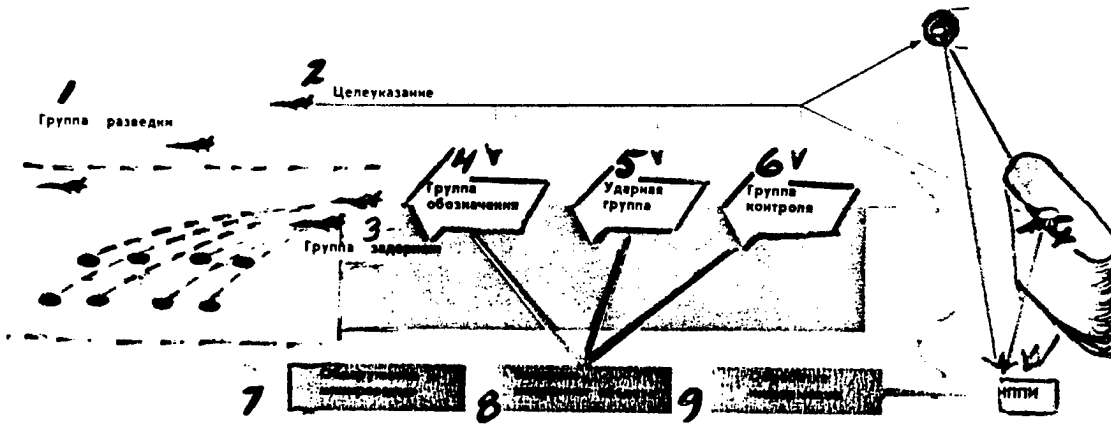 2
Целеуказание
1
Группа разведки
4
Группа
обозначения
5
Ударная
группа
6
Группа
контроля
3
Группа
7
8
9